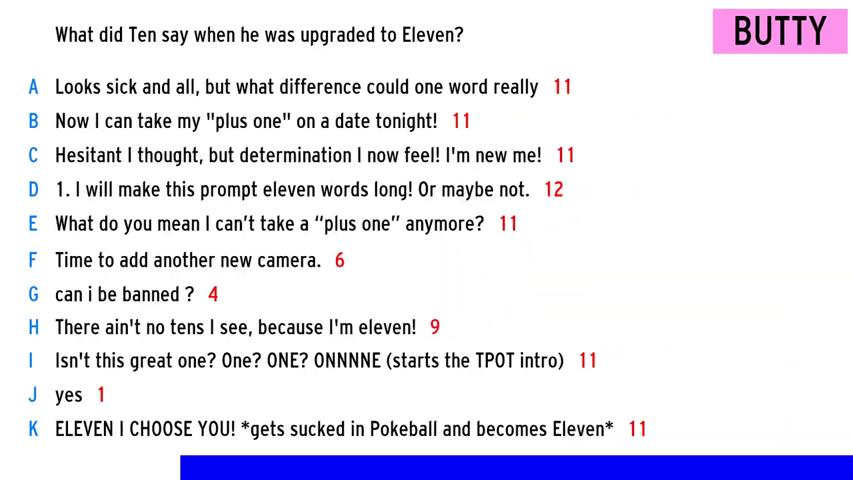 What did Ten say when he was upgraded to Eleven?
BUTTY
A Looks sick and all, but what difference could one word really 11
B Now I can take my "plus one" on a date tonight! 11
C Hesitant I thought, but determination I now feel! I'm new me! 11
D 1. I will make this prompt eleven words long! Or maybe not. 12
E What do you mean I can’t take a “plus one” anymore? 11
F Time to add another new camera. 6
G can i be banned ? 4
H There ain't no tens I see, because I'm eleven! 9
I Isn't this great one? One? ONE? ONNNNE (starts the TPOT intro) 11
J yes 1
K ELEVEN I CHOOSE YOU! *gets sucked in Pokeball and becomes Eleven* 11